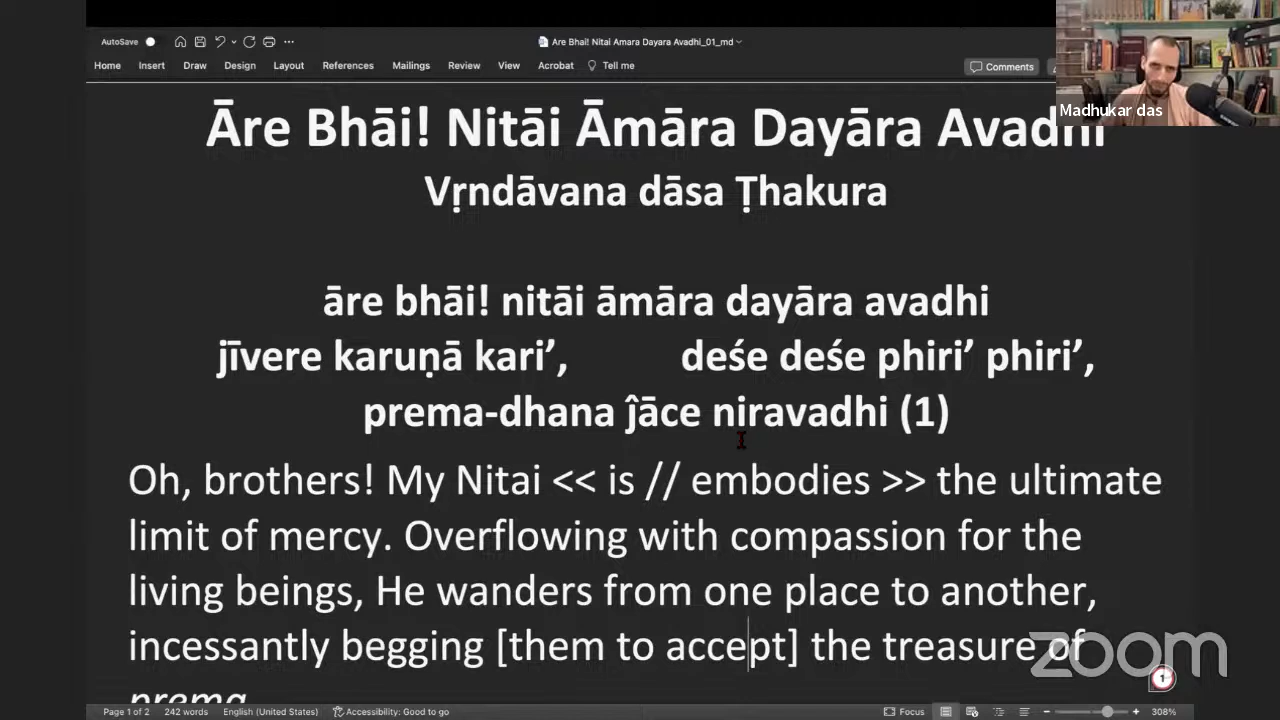 AutoSave
Are Bhai! Nitai Amara Dayara Avadhi_01_md
Home Insert Draw Design Layout References Mailings Review View Acrobat Tell me
Comments
Madhukar das
Āre Bhāi! Nitāi Āmāra Dayāra Avadhi
Vṛndāvana dāsa Ṭhakura
āre bhāi! nitāi āmāra dayāra avadhi
jīvere karuṇā kari’, deśe deśe phiri’ phiri’,
prema-dhana ĵāce niravadhi (1)
Oh, brothers! My Nitai << is // embodies >> the ultimate
limit of mercy. Overflowing with compassion for the
living beings, He wanders from one place to another,
incessantly begging [them to accept] the treasure of
prema
zoom
1
Page 1 of 2 242 words English (United States) Accessibility: Good to go Focus 308%